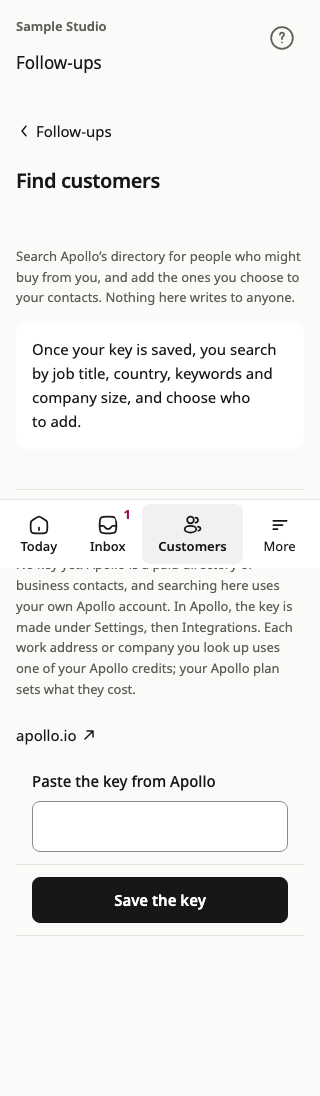 Sample Studio
Follow-ups
Follow-ups
Find customers
Search Apollo’s directory for people who might
buy from you, and add the ones you choose to
your contacts. Nothing here writes to anyone.
Once your key is saved, you search
by job title, country, keywords and
company size, and choose who
to add.
1
Today
Inbox
Customers
More
business contacts, and searching here uses
your own Apollo account. In Apollo, the key is
made under Settings, then Integrations. Each
work address or company you look up uses
one of your Apollo credits; your Apollo plan
sets what they cost.
apollo.io
Paste the key from Apollo
Save the key